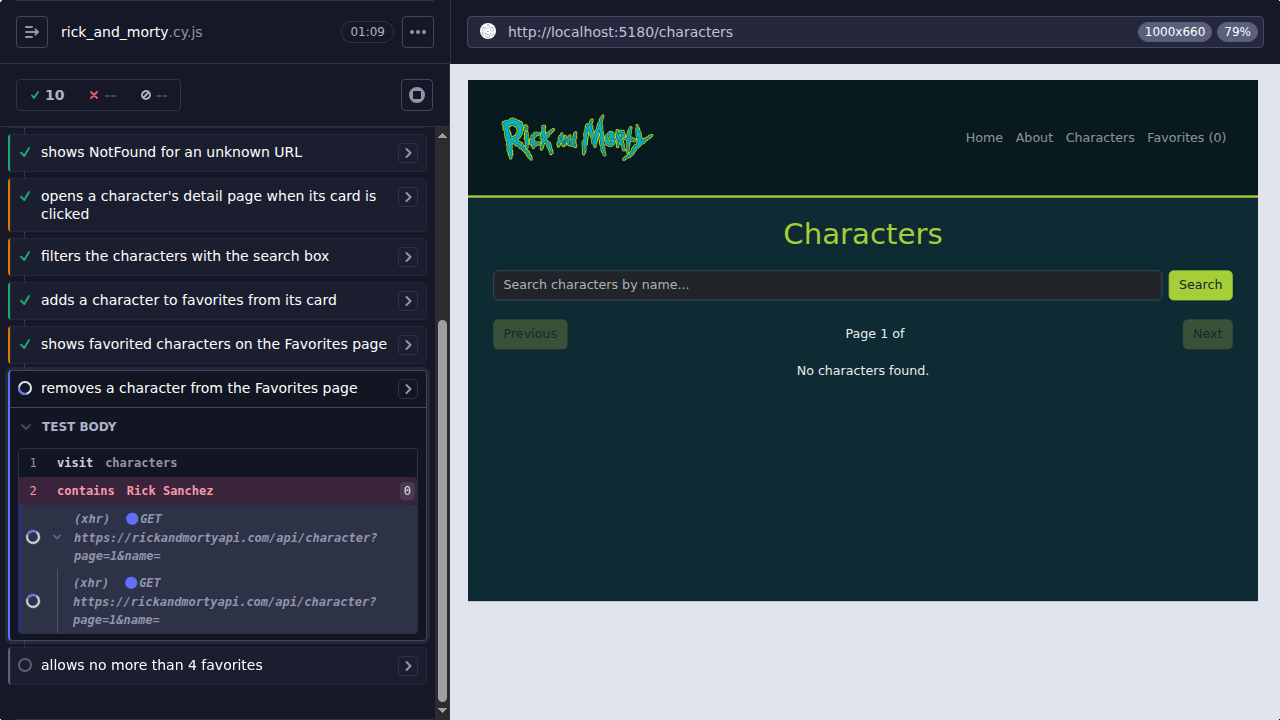 rick_and_morty.cy.js
01:09
10
--
--
shows NotFound for an unknown URL
opens a character's detail page when its card is
clicked
filters the characters with the search box
adds a character to favorites from its card
shows favorited characters on the Favorites page
removes a character from the Favorites page
TEST BODY
1 visit characters
2 contains Rick Sanchez 0
(xhr) GET
https://rickandmortyapi.com/api/character?
page=1&name=
(xhr) GET
https://rickandmortyapi.com/api/character?
page=1&name=
allows no more than 4 favorites
http://localhost:5180/characters
1000x660
79%
Rick and Morty
Home About Characters Favorites (0)
Characters
Search characters by name...
Search
Previous
Page 1 of
Next
No characters found.